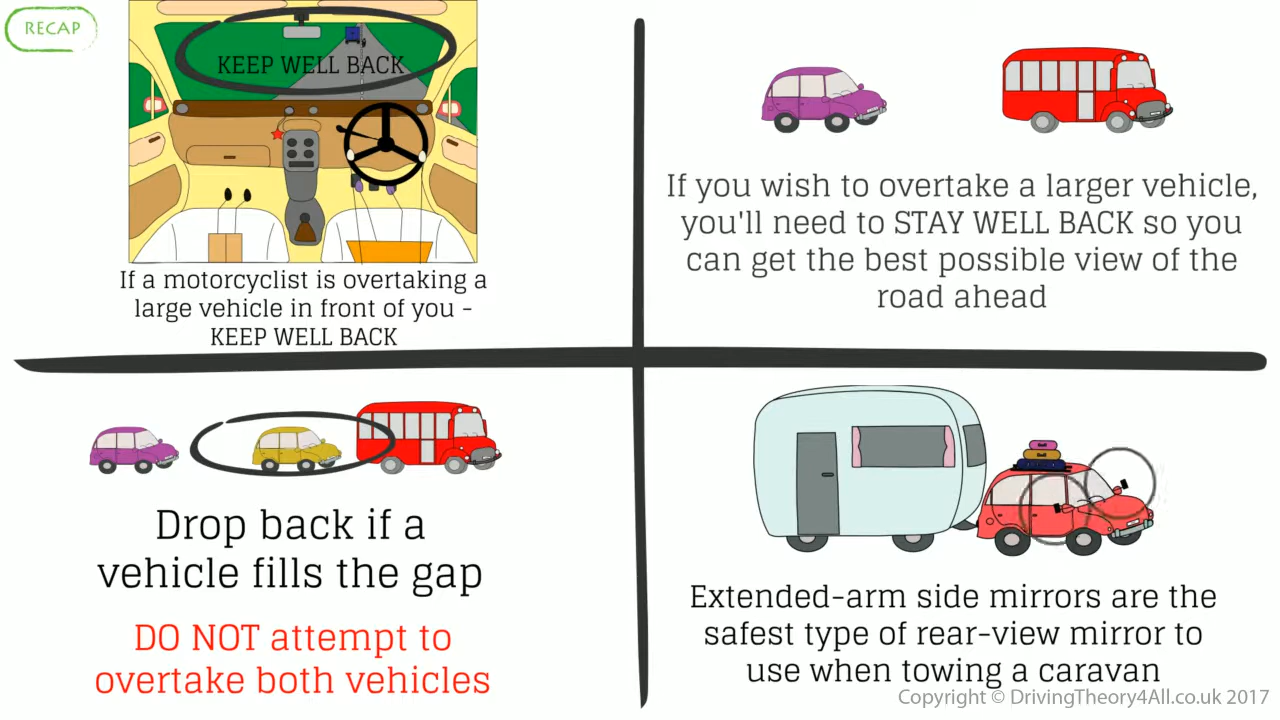 RECAP
KEEP WELL BACK
If a motorcyclist is overtaking a
large vehicle in front of you -
KEEP WELL BACK
If you wish to overtake a larger vehicle,
you'll need to STAY WELL BACK so you
can get the best possible view of the
road ahead
Drop back if a
vehicle fills the gap
DO NOT attempt to
overtake both vehicles
Extended-arm side mirrors are the
safest type of rear-view mirror to
use when towing a caravan
Copyright © DrivingTheory4All.co.uk 2017